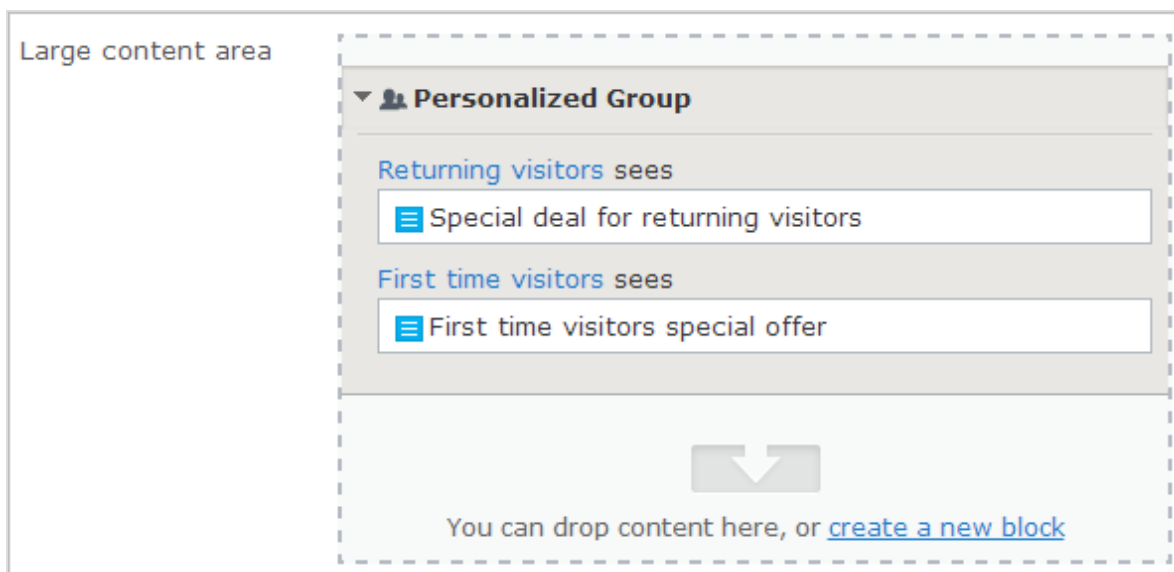 Large content area
Personalized Group
Returning visitors sees
Special deal for returning visitors
First time visitors sees
First time visitors special offer
You can drop content here, or create a new block